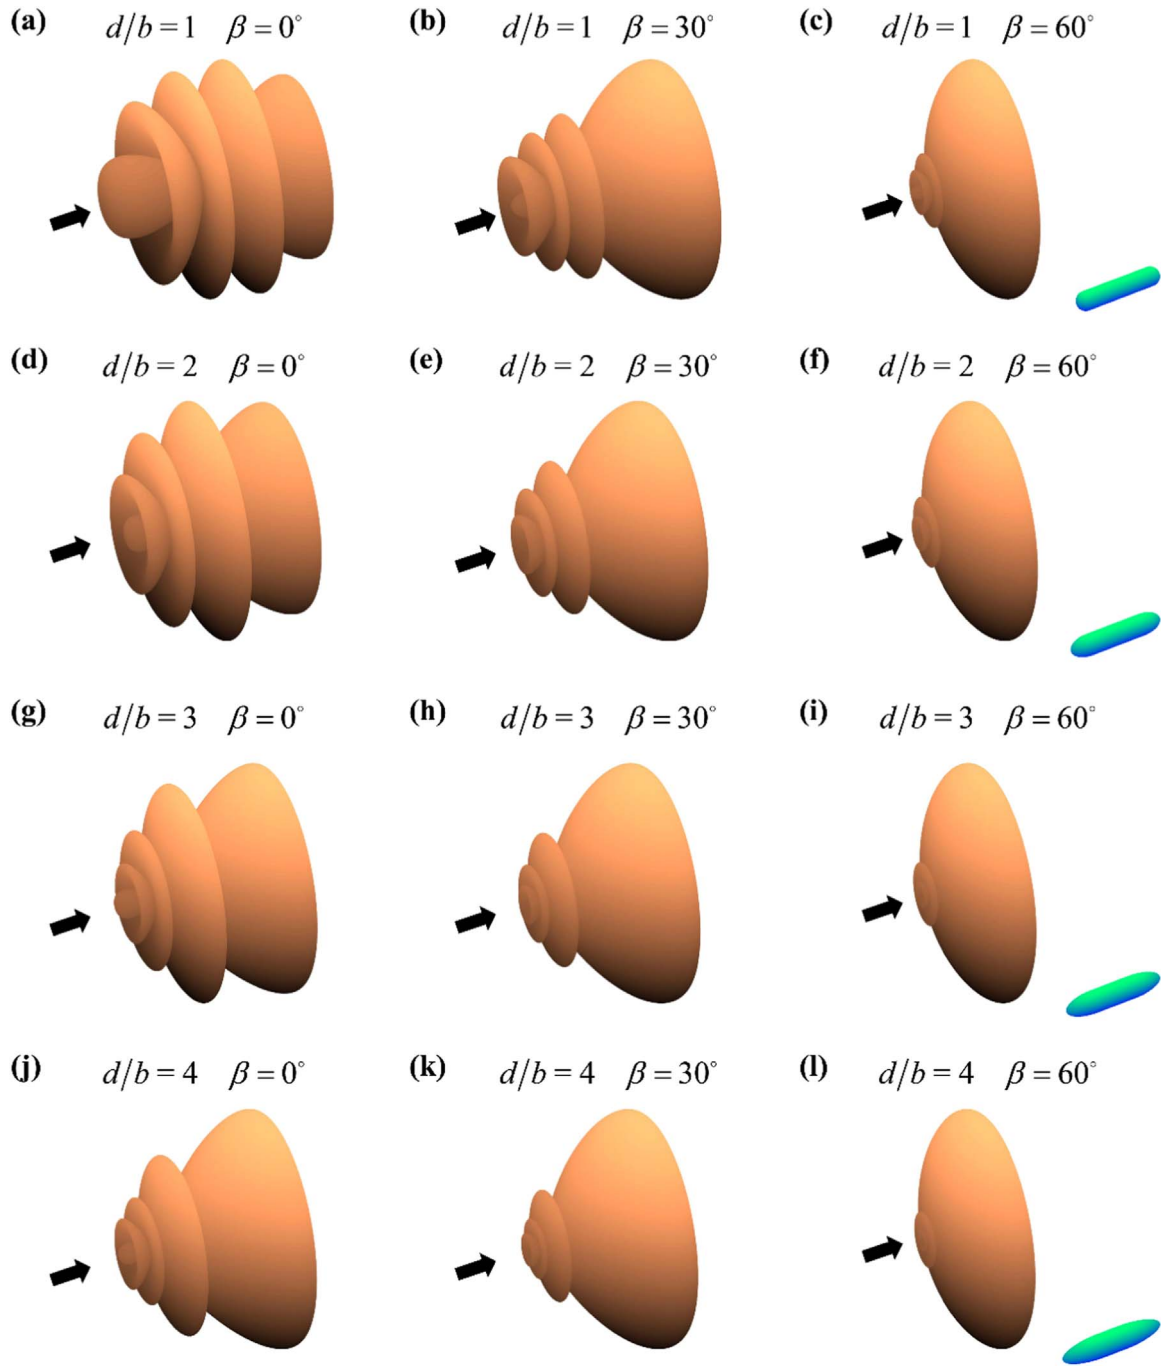 (a) d/b = 1 β = 0° (b) d/b = 1 β = 30° (c) d/b = 1 β = 60°
(d) d/b = 2 β = 0° (e) d/b = 2 β = 30° (f) d/b = 2 β = 60°
(g) d/b = 3 β = 0° (h) d/b = 3 β = 30° (i) d/b = 3 β = 60°
(j) d/b = 4 β = 0° (k) d/b = 4 β = 30° (l) d/b = 4 β = 60°